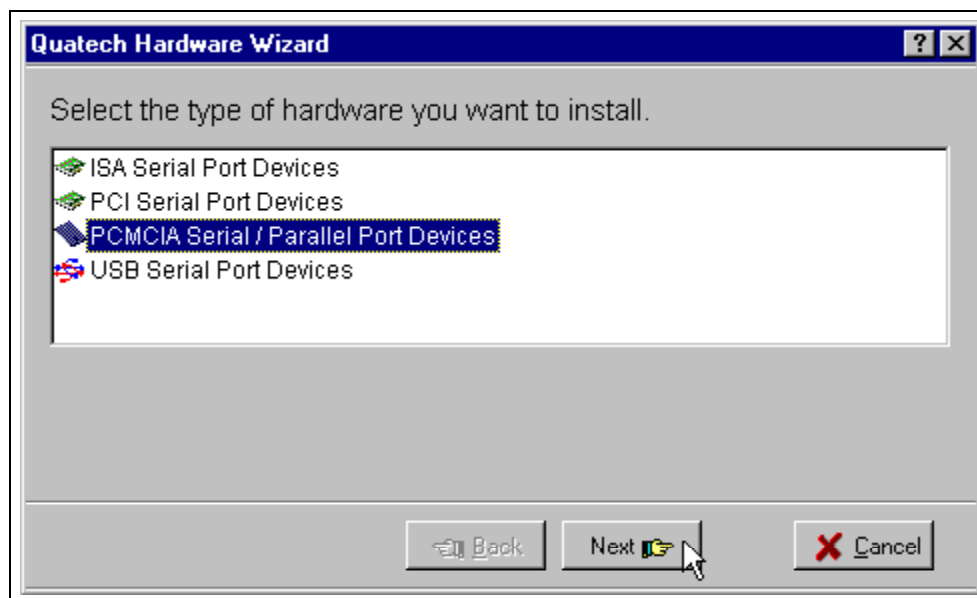 Quatech Hardware Wizard
Select the type of hardware you want to install.
ISA Serial Port Devices
PCI Serial Port Devices
PCMCIA Serial / Parallel Port Devices
USB Serial Port Devices
Back Next Cancel